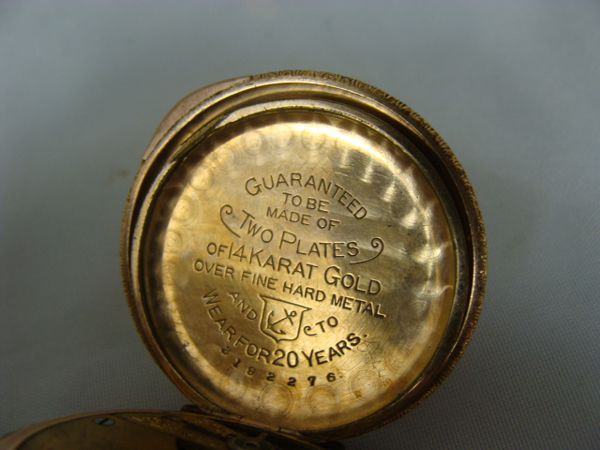 GUARANTEED
TO BE
MADE OF
TWO PLATES
OF 14 KARAT GOLD
OVER FINE HARD METAL
AND TO
WEAR FOR 20 YEARS.
3192276